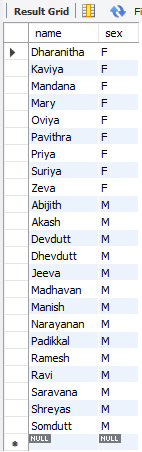 Result Grid Fi
name sex
Dharanitha F
Kaviya F
Mandana F
Mary F
Oviya F
Pavithra F
Priya F
Suriya F
Zeva F
Abijith M
Akash M
Devdutt M
Dhevdutt M
Jeeva M
Madhavan M
Manish M
Narayanan M
Padikkal M
Ramesh M
Ravi M
Saravana M
Shreyas M
Somdutt M
NULL NULL